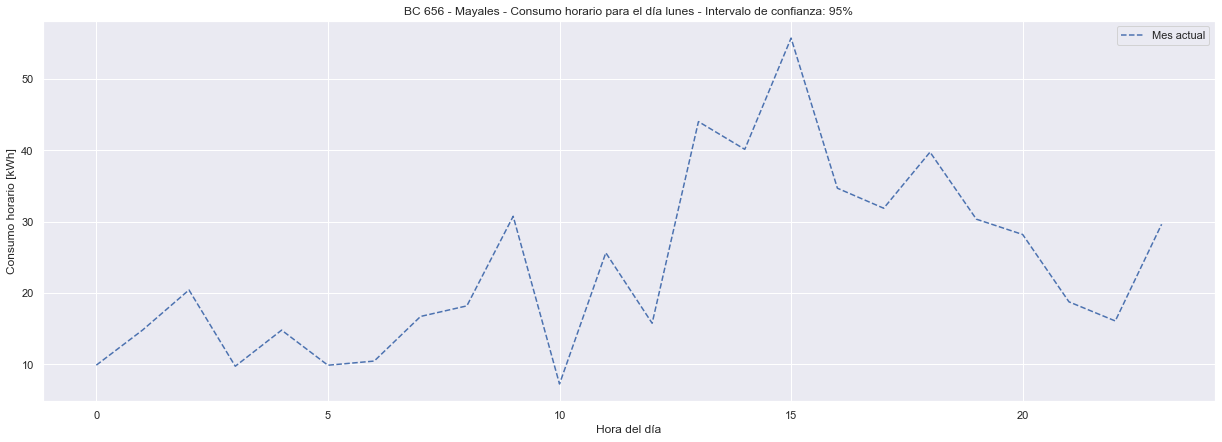 BC 656 - Mayales - Consumo horario para el día lunes - Intervalo de confianza: 95%
Mes actual
50
40
30
20
10
Consumo horario [kWh]
0 5 10 15 20
Hora del día